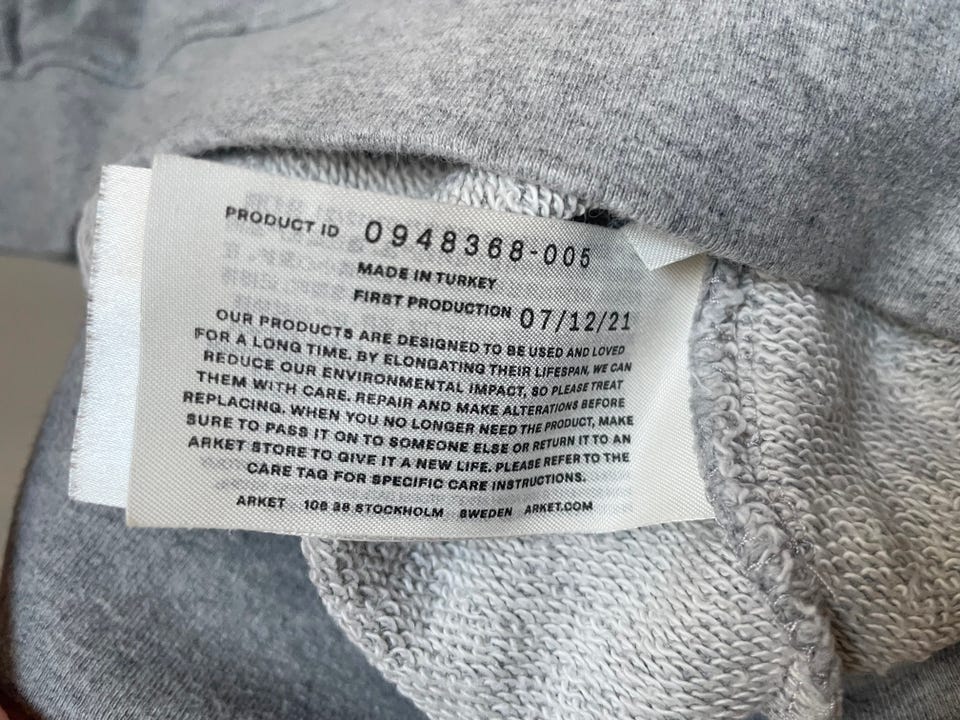 PRODUCT ID 0948368-005
MADE IN TURKEY
FIRST PRODUCTION 07/12/21
OUR PRODUCTS ARE DESIGNED TO BE USED AND LOVED
FOR A LONG TIME. BY ELONGATING THEIR LIFESPAN, WE CAN
REDUCE OUR ENVIRONMENTAL IMPACT, SO PLEASE TREAT
THEM WITH CARE. REPAIR AND MAKE ALTERATIONS BEFORE
REPLACING. WHEN YOU NO LONGER NEED THE PRODUCT, MAKE
SURE TO PASS IT ON TO SOMEONE ELSE OR RETURN IT TO AN
ARKET STORE TO GIVE IT A NEW LIFE. PLEASE REFER TO THE
CARE TAG FOR SPECIFIC CARE INSTRUCTIONS.
ARKET 106 38 STOCKHOLM SWEDEN ARKET.COM